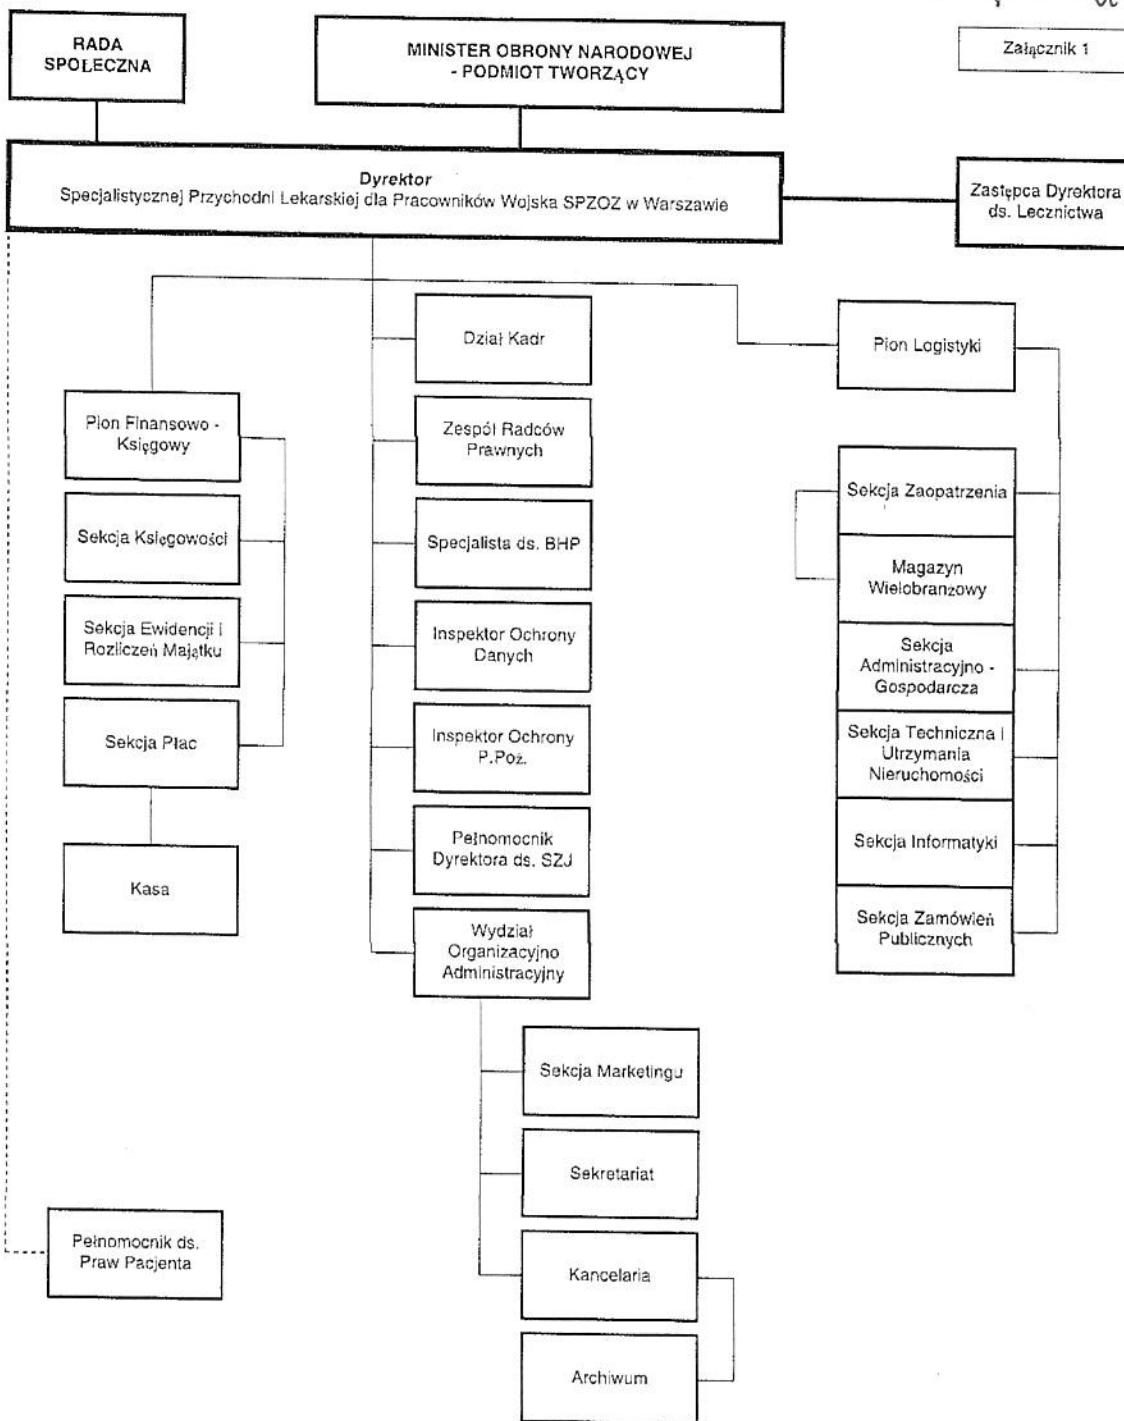 RADA
SPOŁECZNA
MINISTER OBRONY NARODOWEJ
- PODMIOT TWORZĄCY
Załącznik 1
Dyrektor
Specjalistycznej Przychodni Lekarskiej dla Pracowników Wojska SPZOZ w Warszawie
Zastępca Dyrektora
ds. Lecznictwa
Pion Finansowo -
Księgowy
Sekcja Księgowości
Sekcja Ewidencji i
Rozliczeń Majątku
Sekcja Płac
Kasa
Dział Kadr
Zespół Radców
Prawnych
Specjalista ds. BHP
Inspektor Ochrony
Danych
Inspektor Ochrony
P.Poż.
Pełnomocnik
Dyrektora ds. SZJ
Wydział
Organizacyjno
Administracyjny
Sekcja Marketingu
Sekretariat
Kancelaria
Archiwum
Pion Logistyki
Sekcja Zaopatrzenia
Magazyn
Wielobranżowy
Sekcja
Administracyjno -
Gospodarcza
Sekcja Techniczna i
Utrzymania
Nieruchomości
Sekcja Informatyki
Sekcja Zamówień
Publicznych
Pełnomocnik ds.
Praw Pacjenta